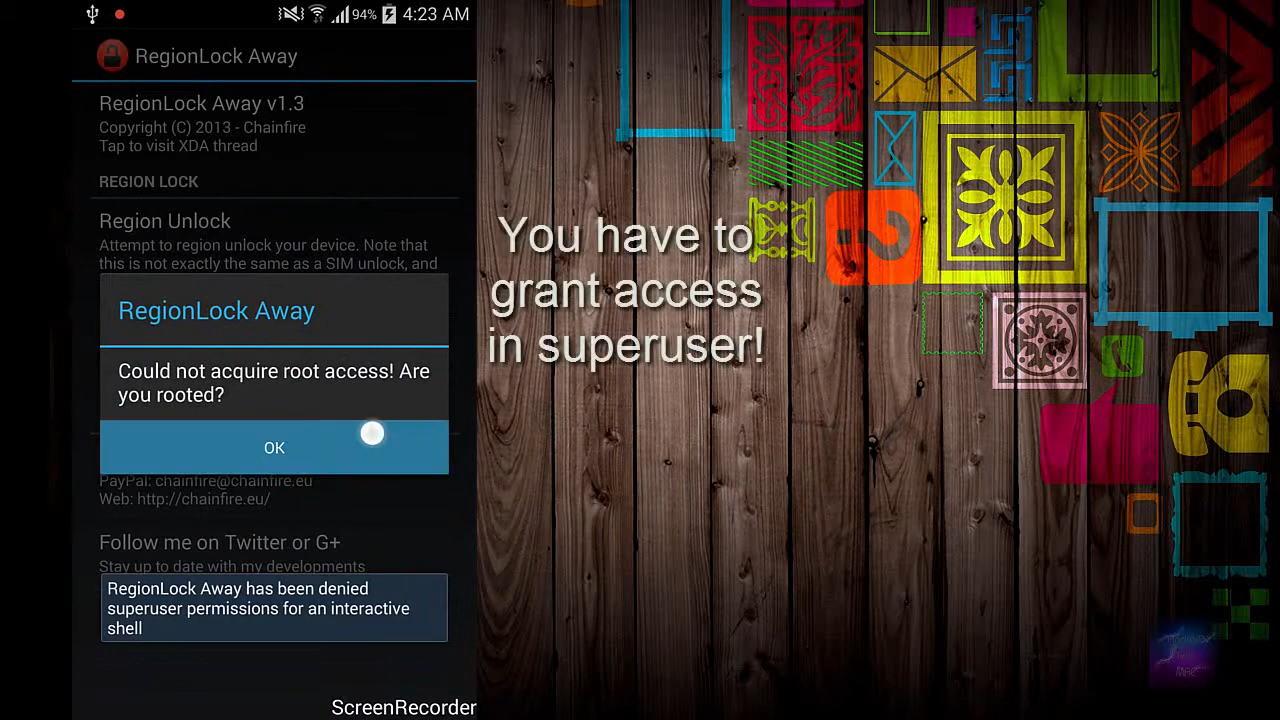 94% 4:23 AM
RegionLock Away
RegionLock Away v1.3
Copyright (C) 2013 - Chainfire
Tap to visit XDA thread
REGION LOCK
Region Unlock
Attempt to region unlock your device. Note that
this is not exactly the same as a SIM unlock, and
RegionLock Away
Could not acquire root access! Are
you rooted?
OK
PayPal: chainfire@chainfire.eu
Web: http://chainfire.eu/
Follow me on Twitter or G+
Stay up to date with my developments
RegionLock Away has been denied
superuser permissions for an interactive
shell
ScreenRecorder
You have to
grant access
in superuser!